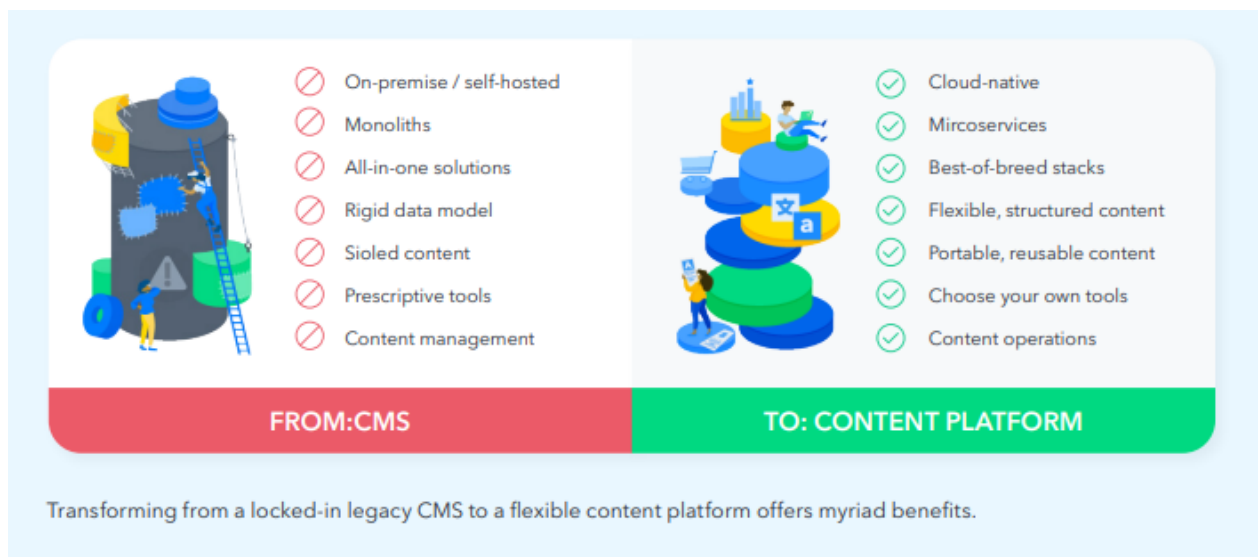 On-premise / self-hosted
Monoliths
All-in-one solutions
Rigid data model
Sioled content
Prescriptive tools
Content management
FROM:CMS
Cloud-native
Mircoservices
Best-of-breed stacks
Flexible, structured content
Portable, reusable content
Choose your own tools
Content operations
TO: CONTENT PLATFORM
文
a
A
Transforming from a locked-in legacy CMS to a flexible content platform offers myriad benefits.